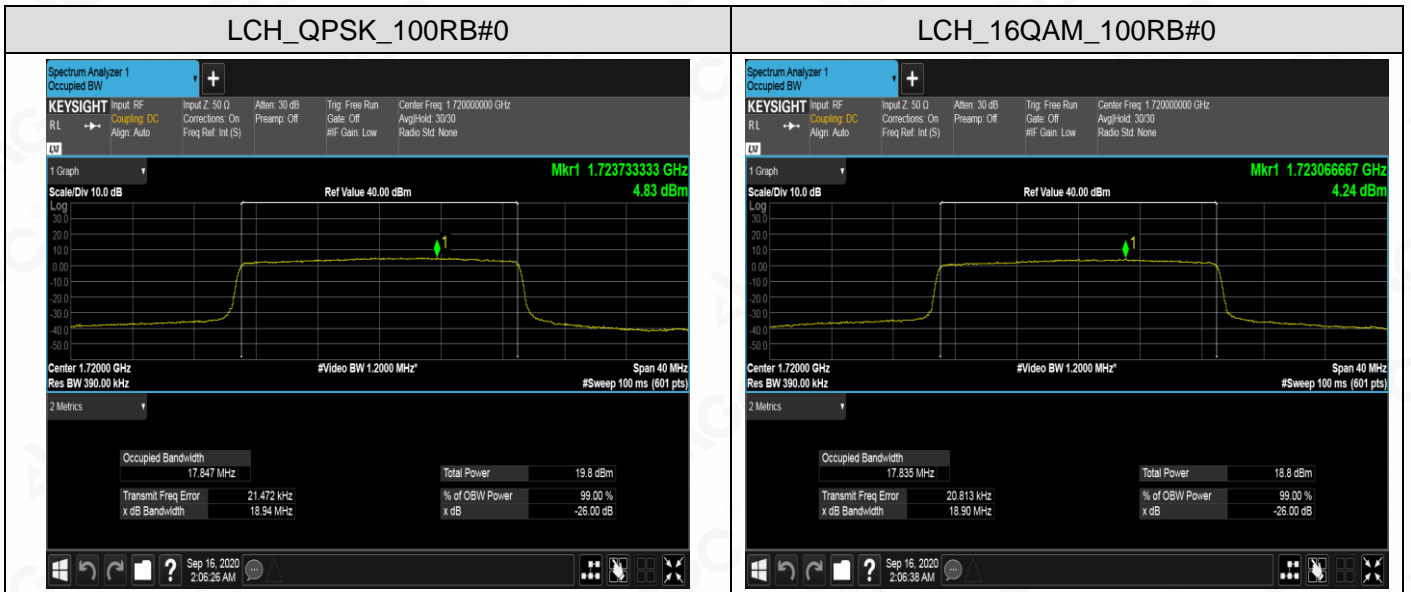 LCH_QPSK_100RB#0
Spectrum Analyzer 1
Occupied BW
+
KEYSIGHT Input: RF Input Z: 50 Ω Atten: 30 dB Trig: Free Run Center Freq: 1.720000000 GHz
RL Coupling: DC Corrections: On Preamp: Off Gate: Off Avg|Hold: 30/30
Align: Auto Freq Ref: Int (S) #IF Gain: Low Radio Std: None
LXI
1 Graph
Mkr1 1.723733333 GHz
Scale/Div 10.0 dB Ref Value 40.00 dBm 4.83 dBm
Log
30.0
20.0
10.0
0.00
-10.0
-20.0
-30.0
-40.0
-50.0
1
Center 1.72000 GHz #Video BW 1.2000 MHz* Span 40 MHz
Res BW 390.00 kHz #Sweep 100 ms (601 pts)
2 Metrics
Occupied Bandwidth
17.847 MHz Total Power 19.8 dBm
Transmit Freq Error 21.472 kHz % of OBW Power 99.00 %
x dB Bandwidth 18.94 MHz x dB -26.00 dB
? Sep 16, 2020
2:06:26 AM
LCH_16QAM_100RB#0
Spectrum Analyzer 1
Occupied BW
+
KEYSIGHT Input: RF Input Z: 50 Ω Atten: 30 dB Trig: Free Run Center Freq: 1.720000000 GHz
RL Coupling: DC Corrections: On Preamp: Off Gate: Off Avg|Hold: 30/30
Align: Auto Freq Ref: Int (S) #IF Gain: Low Radio Std: None
LXI
1 Graph
Mkr1 1.723066667 GHz
Scale/Div 10.0 dB Ref Value 40.00 dBm 4.24 dBm
Log
30.0
20.0
10.0
0.00
-10.0
-20.0
-30.0
-40.0
-50.0
1
Center 1.72000 GHz #Video BW 1.2000 MHz* Span 40 MHz
Res BW 390.00 kHz #Sweep 100 ms (601 pts)
2 Metrics
Occupied Bandwidth
17.835 MHz Total Power 18.8 dBm
Transmit Freq Error 20.813 kHz % of OBW Power 99.00 %
x dB Bandwidth 18.90 MHz x dB -26.00 dB
? Sep 16, 2020
2:06:38 AM